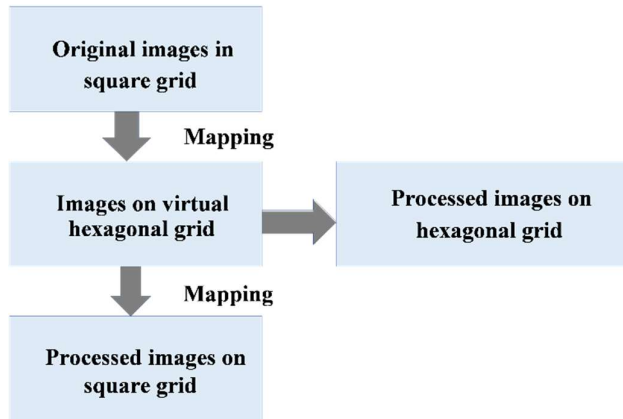 Original images in
square grid
Mapping
Images on virtual
hexagonal grid
Processed images on
hexagonal grid
Mapping
Processed images on
square grid